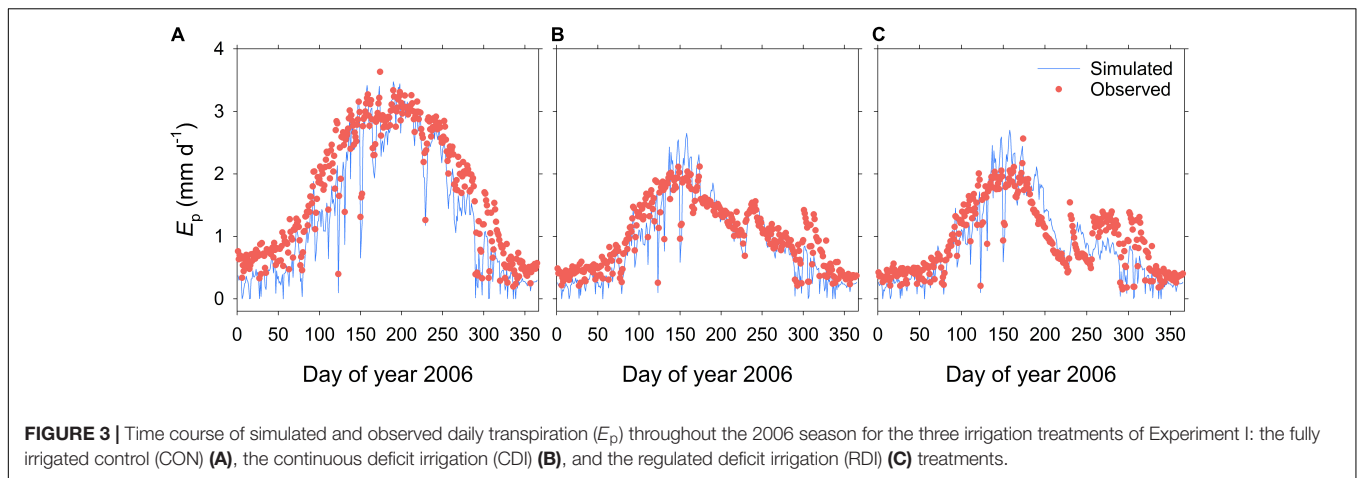 A
B
C
4
3
2
1
0
Ep (mm d-1)
Simulated
Observed
0 50 100 150 200 250 300 350
0 50 100 150 200 250 300 350
0 50 100 150 200 250 300 350
Day of year 2006
Day of year 2006
Day of year 2006
FIGURE 3 | Time course of simulated and observed daily transpiration (Ep) throughout the 2006 season for the three irrigation treatments of Experiment I: the fully
irrigated control (CON) (A), the continuous deficit irrigation (CDI) (B), and the regulated deficit irrigation (RDI) (C) treatments.